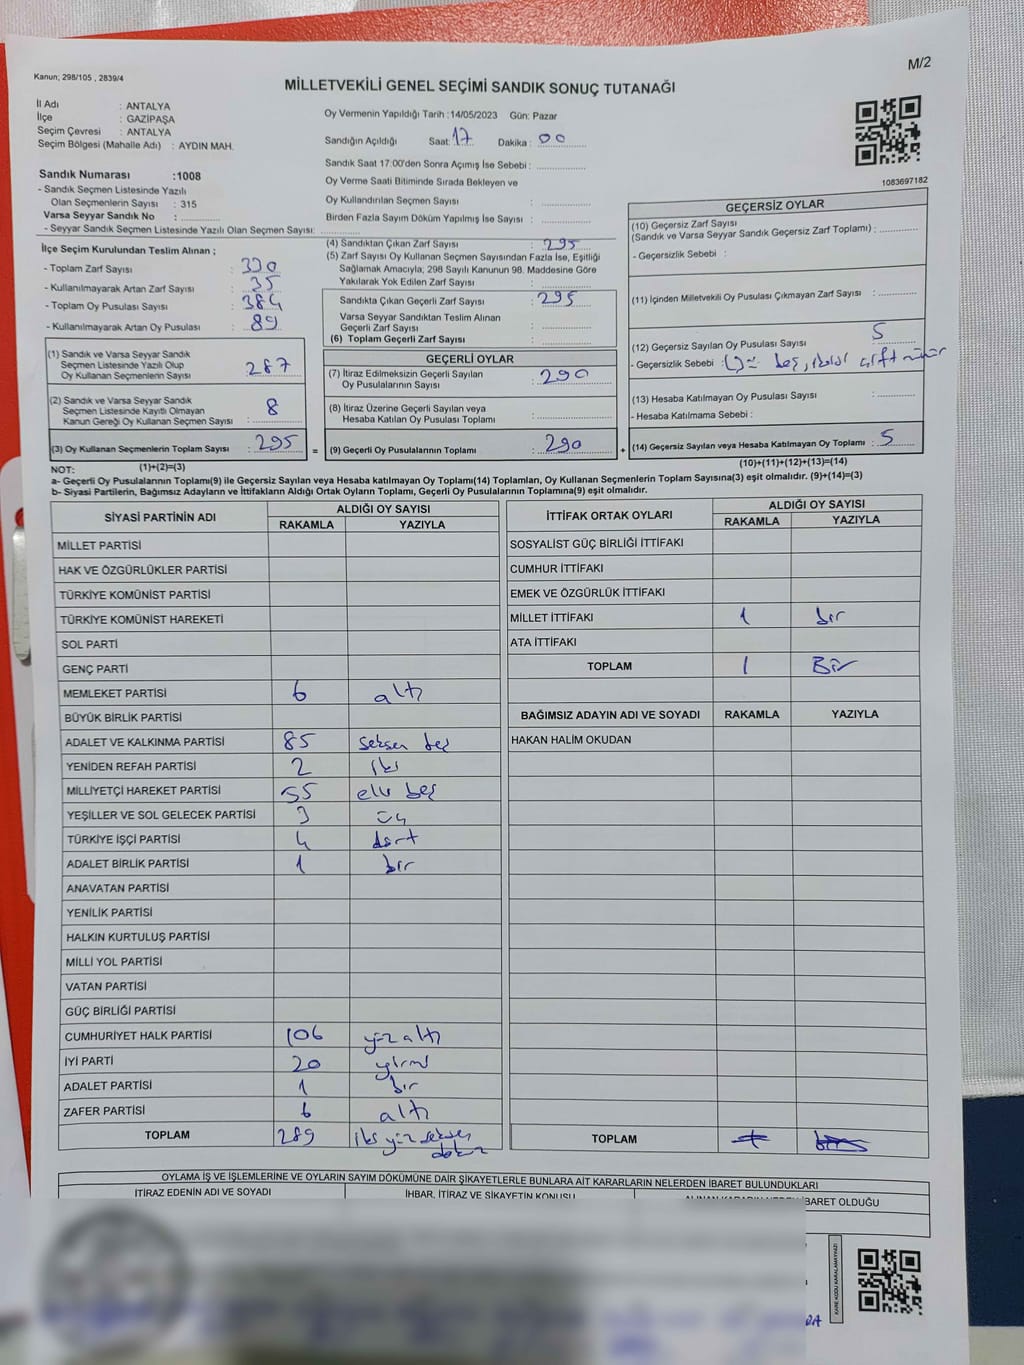 M/2
Kanun; 298/105 , 2839/4
MİLLETVEKİLİ GENEL SEÇİMİ SANDIK SONUÇ TUTANAĞI
İl Adı : ANTALYA
İlçe : GAZİPAŞA
Seçim Çevresi : ANTALYA
Seçim Bölgesi (Mahalle Adı) : AYDIN MAH.
Oy Vermenin Yapıldığı Tarih :14/05/2023 Gün: Pazar
Sandığın Açıldığı Saat: 17 Dakika : 00
Sandık Saat 17:00'den Sonra Açımış İse Sebebi :
Oy Verme Saati Bitiminde Sırada Bekleyen ve
Oy Kullandırılan Seçmen Sayısı :
Birden Fazla Sayım Döküm Yapılmış İse Sayısı :
1083697182
Sandık Numarası :1008
- Sandık Seçmen Listesinde Yazılı
Olan Seçmenlerin Sayısı : 315
Varsa Seyyar Sandık No :
- Seyyar Sandık Seçmen Listesinde Yazılı Olan Seçmen Sayısı:
İlçe Seçim Kurulundan Teslim Alınan ;
- Toplam Zarf Sayısı : 330
- Kullanılmayarak Artan Zarf Sayısı : 35
- Toplam Oy Pusulası Sayısı : 384
- Kullanılmayarak Artan Oy Pusulası : 89
(1) Sandık ve Varsa Seyyar Sandık
Seçmen Listesinde Yazılı Olup
Oy Kullanan Seçmenlerin Sayısı : 287
(2) Sandık ve Varsa Seyyar Sandık
Seçmen Listesinde Kayıtlı Olmayan
Kanun Gereği Oy Kullanan Seçmen Sayısı : 8
(3) Oy Kullanan Seçmenlerin Toplam Sayısı : 295
(1)+(2)=(3)
(4) Sandıktan Çıkan Zarf Sayısı : 295
(5) Zarf Sayısı Oy Kullanan Seçmen Sayısından Fazla İse, Eşitliği
Sağlamak Amacıyla, 298 Sayılı Kanunun 98. Maddesine Göre
Yakılarak Yok Edilen Zarf Sayısı :
Sandıkta Çıkan Geçerli Zarf Sayısı : 295
Varsa Seyyar Sandıktan Teslim Alınan
Geçerli Zarf Sayısı :
(6) Toplam Geçerli Zarf Sayısı :
GEÇERLİ OYLAR
(7) İtiraz Edilmeksizin Geçerli Sayılan
Oy Pusulalarının Sayısı : 290
(8) İtiraz Üzerine Geçerli Sayılan veya
Hesaba Katılan Oy Pusulası Toplamı :
= (9) Geçerli Oy Pusulalarının Toplamı : 290 +
GEÇERSİZ OYLAR
(10) Geçersiz Zarf Sayısı
(Sandık ve Varsa Seyyar Sandık Geçersiz Zarf Toplamı) :
- Geçersizlik Sebebi :
(11) İçinden Milletvekili Oy Pusulası Çıkmayan Zarf Sayısı :
(12) Geçersiz Sayılan Oy Pusulası Sayısı : 5
- Geçersizlik Sebebi : boş, çift mühür
(13) Hesaba Katılmayan Oy Pusulası Sayısı :
- Hesaba Katılmama Sebebi :
(14) Geçersiz Sayılan veya Hesaba Katılmayan Oy Toplamı : 5
(10)+(11)+(12)+(13)=(14)
NOT:
a- Geçerli Oy Pusulalarının Toplamı(9) ile Geçersiz Sayılan veya Hesaba katılmayan Oy Toplamı(14) Toplamları, Oy Kullanan Seçmenlerin Toplam Sayısına(3) eşit olmalıdır. (9)+(14)=(3)
b- Siyasi Partilerin, Bağımsız Adayların ve İttifakların Aldığı Ortak Oyların Toplamı, Geçerli Oy Pusulalarının Toplamına(9) eşit olmalıdır.
SİYASİ PARTİNİN ADI ALDIĞI OY SAYISI
RAKAMLA YAZIYLA
MİLLET PARTİSİ
HAK VE ÖZGÜRLÜKLER PARTİSİ
TÜRKİYE KOMÜNİST PARTİSİ
TÜRKİYE KOMÜNİST HAREKETİ
SOL PARTİ
GENÇ PARTİ
MEMLEKET PARTİSİ 6 altı
BÜYÜK BİRLİK PARTİSİ
ADALET VE KALKINMA PARTİSİ 85 seksen beş
YENİDEN REFAH PARTİSİ 2 iki
MİLLİYETÇİ HAREKET PARTİSİ 55 elli beş
YEŞİLLER VE SOL GELECEK PARTİSİ 3 üç
TÜRKİYE İŞÇİ PARTİSİ 4 dört
ADALET BİRLİK PARTİSİ 1 bir
ANAVATAN PARTİSİ
YENİLİK PARTİSİ
HALKIN KURTULUŞ PARTİSİ
MİLLİ YOL PARTİSİ
VATAN PARTİSİ
GÜÇ BİRLİĞİ PARTİSİ
CUMHURİYET HALK PARTİSİ 106 yüz altı
İYİ PARTİ 20 yirmi
ADALET PARTİSİ 1 bir
ZAFER PARTİSİ 6 altı
TOPLAM 289 iki yüz seksen dokuz
İTTİFAK ORTAK OYLARI ALDIĞI OY SAYISI
RAKAMLA YAZIYLA
SOSYALİST GÜÇ BİRLİĞİ İTTİFAKI
CUMHUR İTTİFAKI
EMEK VE ÖZGÜRLÜK İTTİFAKI
MİLLET İTTİFAKI 1 bir
ATA İTTİFAKI
TOPLAM 1 Bir
BAĞIMSIZ ADAYIN ADI VE SOYADI RAKAMLA YAZIYLA
HAKAN HALİM OKUDAN
TOPLAM
OYLAMA İŞ VE İŞLEMLERİNE VE OYLARIN SAYIM DÖKÜMÜNE DAİR ŞİKAYETLERLE BUNLARA AİT KARARLARIN NELERDEN İBARET BULUNDUKLARI
İTİRAZ EDENİN ADI VE SOYADI İHBAR, İTİRAZ VE ŞİKAYETİN KONUSU İBARET OLDUĞU